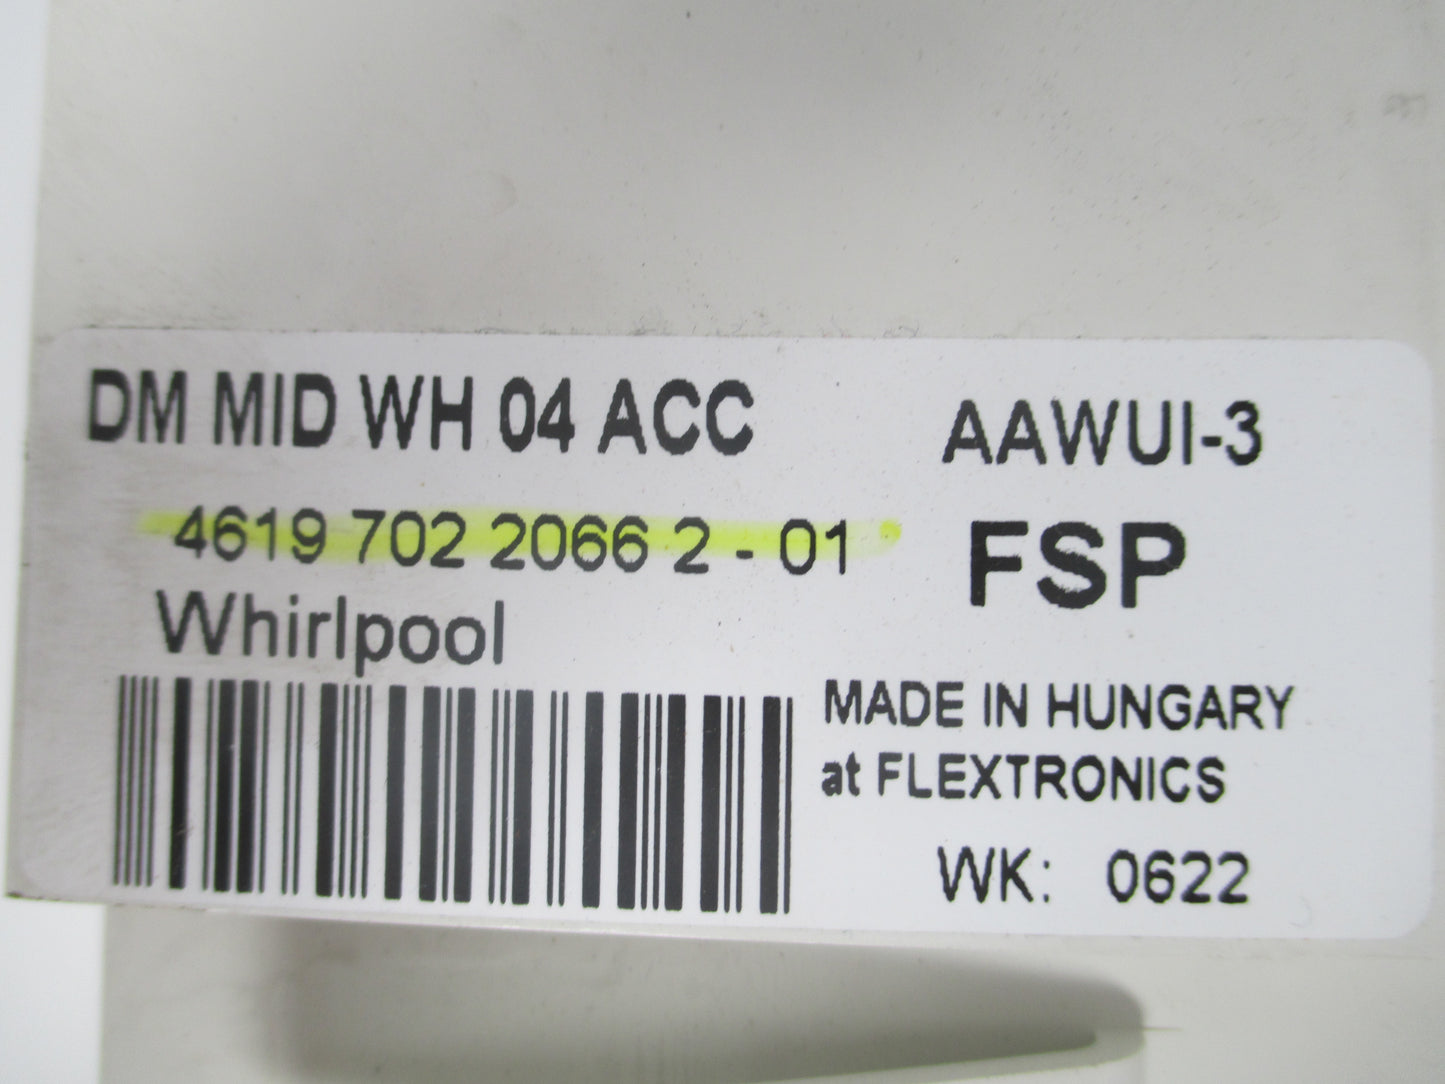 DM MID WH 04 ACC
AAWUI-3
4619 702 2066 2 - 01
FSP
Whirlpool
MADE IN HUNGARY
at FLEXTRONICS
WK: 0622